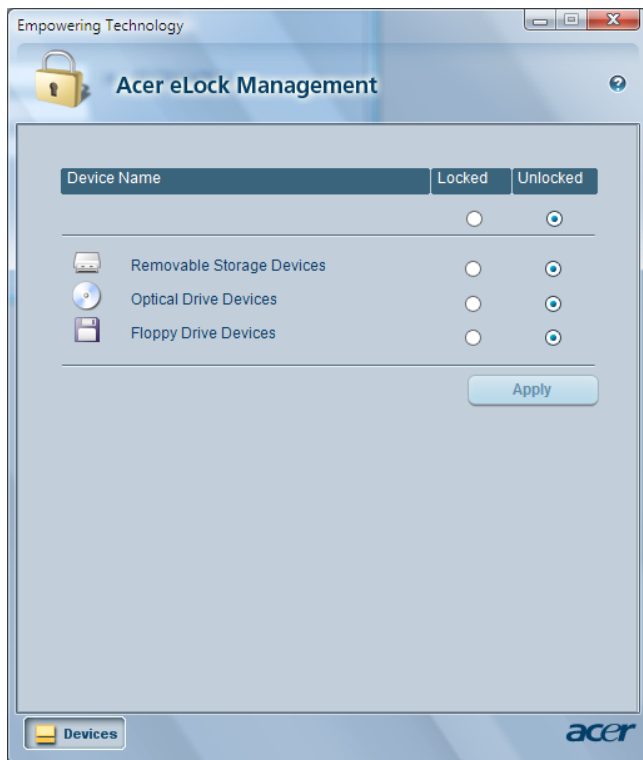 Empowering Technology
Acer eLock Management
Device Name Locked Unlocked
Removable Storage Devices
Optical Drive Devices
Floppy Drive Devices
Apply
Devices
acer